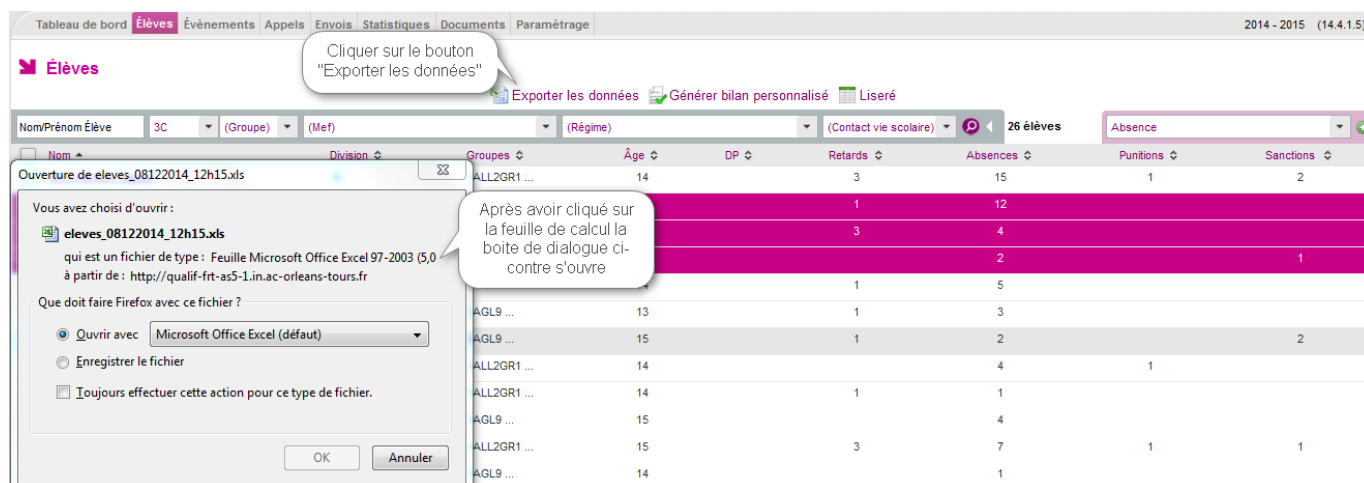 Tableau de bord Élèves Évènements Appels Envois Statistiques Documents Paramétrage 2014 - 2015 (14.4.1.5)
Élèves
Cliquer sur le bouton
"Exporter les données"
Exporter les données Générer bilan personnalisé Liseré
Nom/Prénom Élève 3C (Groupe) (Mef) (Régime) (Contact vie scolaire) 26 élèves Absence
Nom Division Groupes Âge DP Retards Absences Punitions Sanctions
ALL2GR1 ... 14 3 15 1 2
1 12
3 4
2 1
1 5
AGL9 ... 13 1 3
AGL9 ... 15 1 2 2
ALL2GR1 ... 14 4 1
ALL2GR1 ... 14 1 1
AGL9 ... 15 4
ALL2GR1 ... 15 3 7 1 1
AGL9 ... 14 1
Ouverture de eleves_08122014_12h15.xls
Vous avez choisi d'ouvrir :
eleves_08122014_12h15.xls
qui est un fichier de type : Feuille Microsoft Office Excel 97-2003 (5,0
à partir de : http://qualif-frt-as5-1.in.ac-orleans-tours.fr
Que doit faire Firefox avec ce fichier ?
Ouvrir avec Microsoft Office Excel (défaut)
Enregistrer le fichier
Toujours effectuer cette action pour ce type de fichier.
OK Annuler
Après avoir cliqué sur
la feuille de calcul la
boite de dialogue ci-
contre s'ouvre